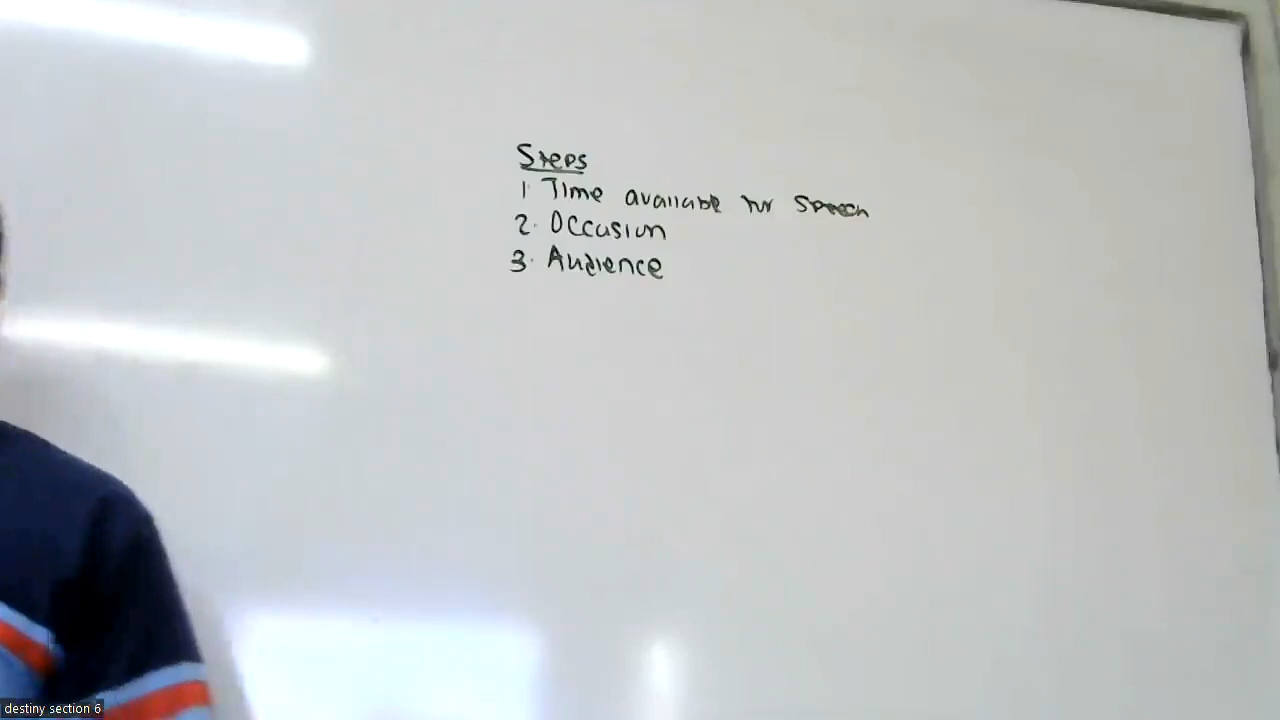 Steps
1. Time available for Speech
2. Occasion
3. Audience
destiny section 6